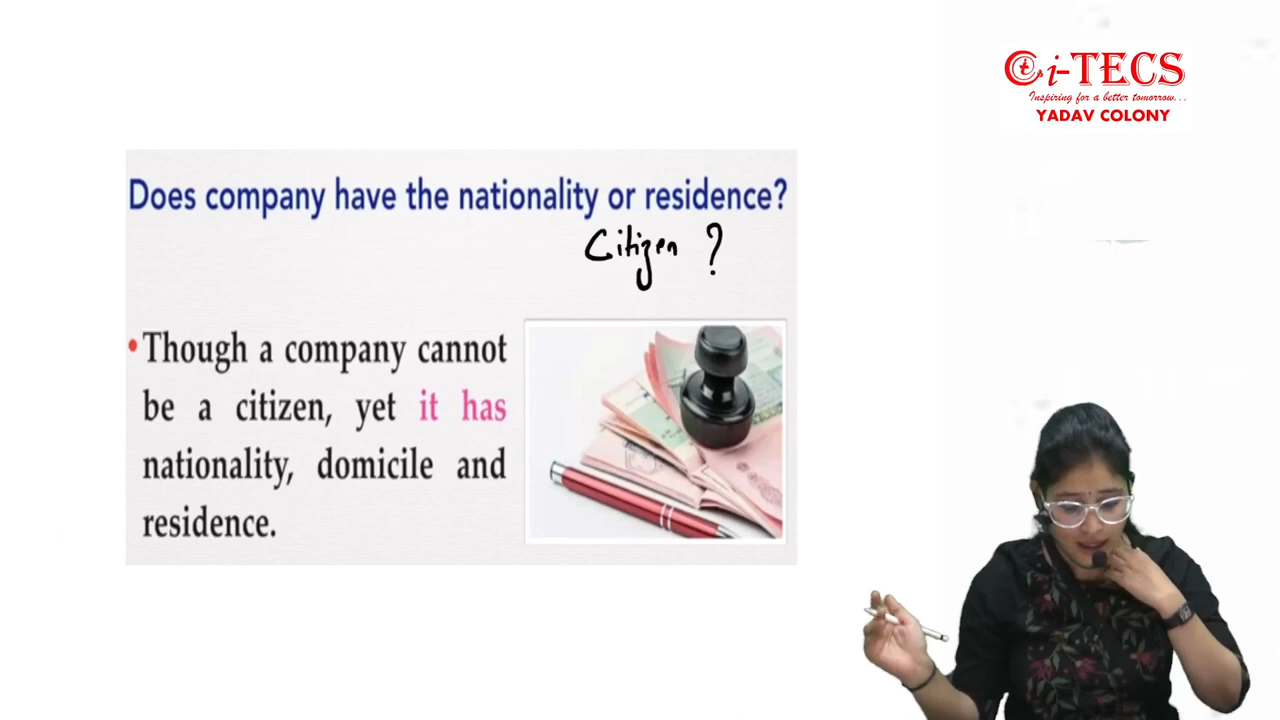 i-TECS
Inspiring for a better tomorrow...
YADAV COLONY
Does company have the nationality or residence?
Citizen ?
• Though a company cannot
be a citizen, yet it has
nationality, domicile and
residence.